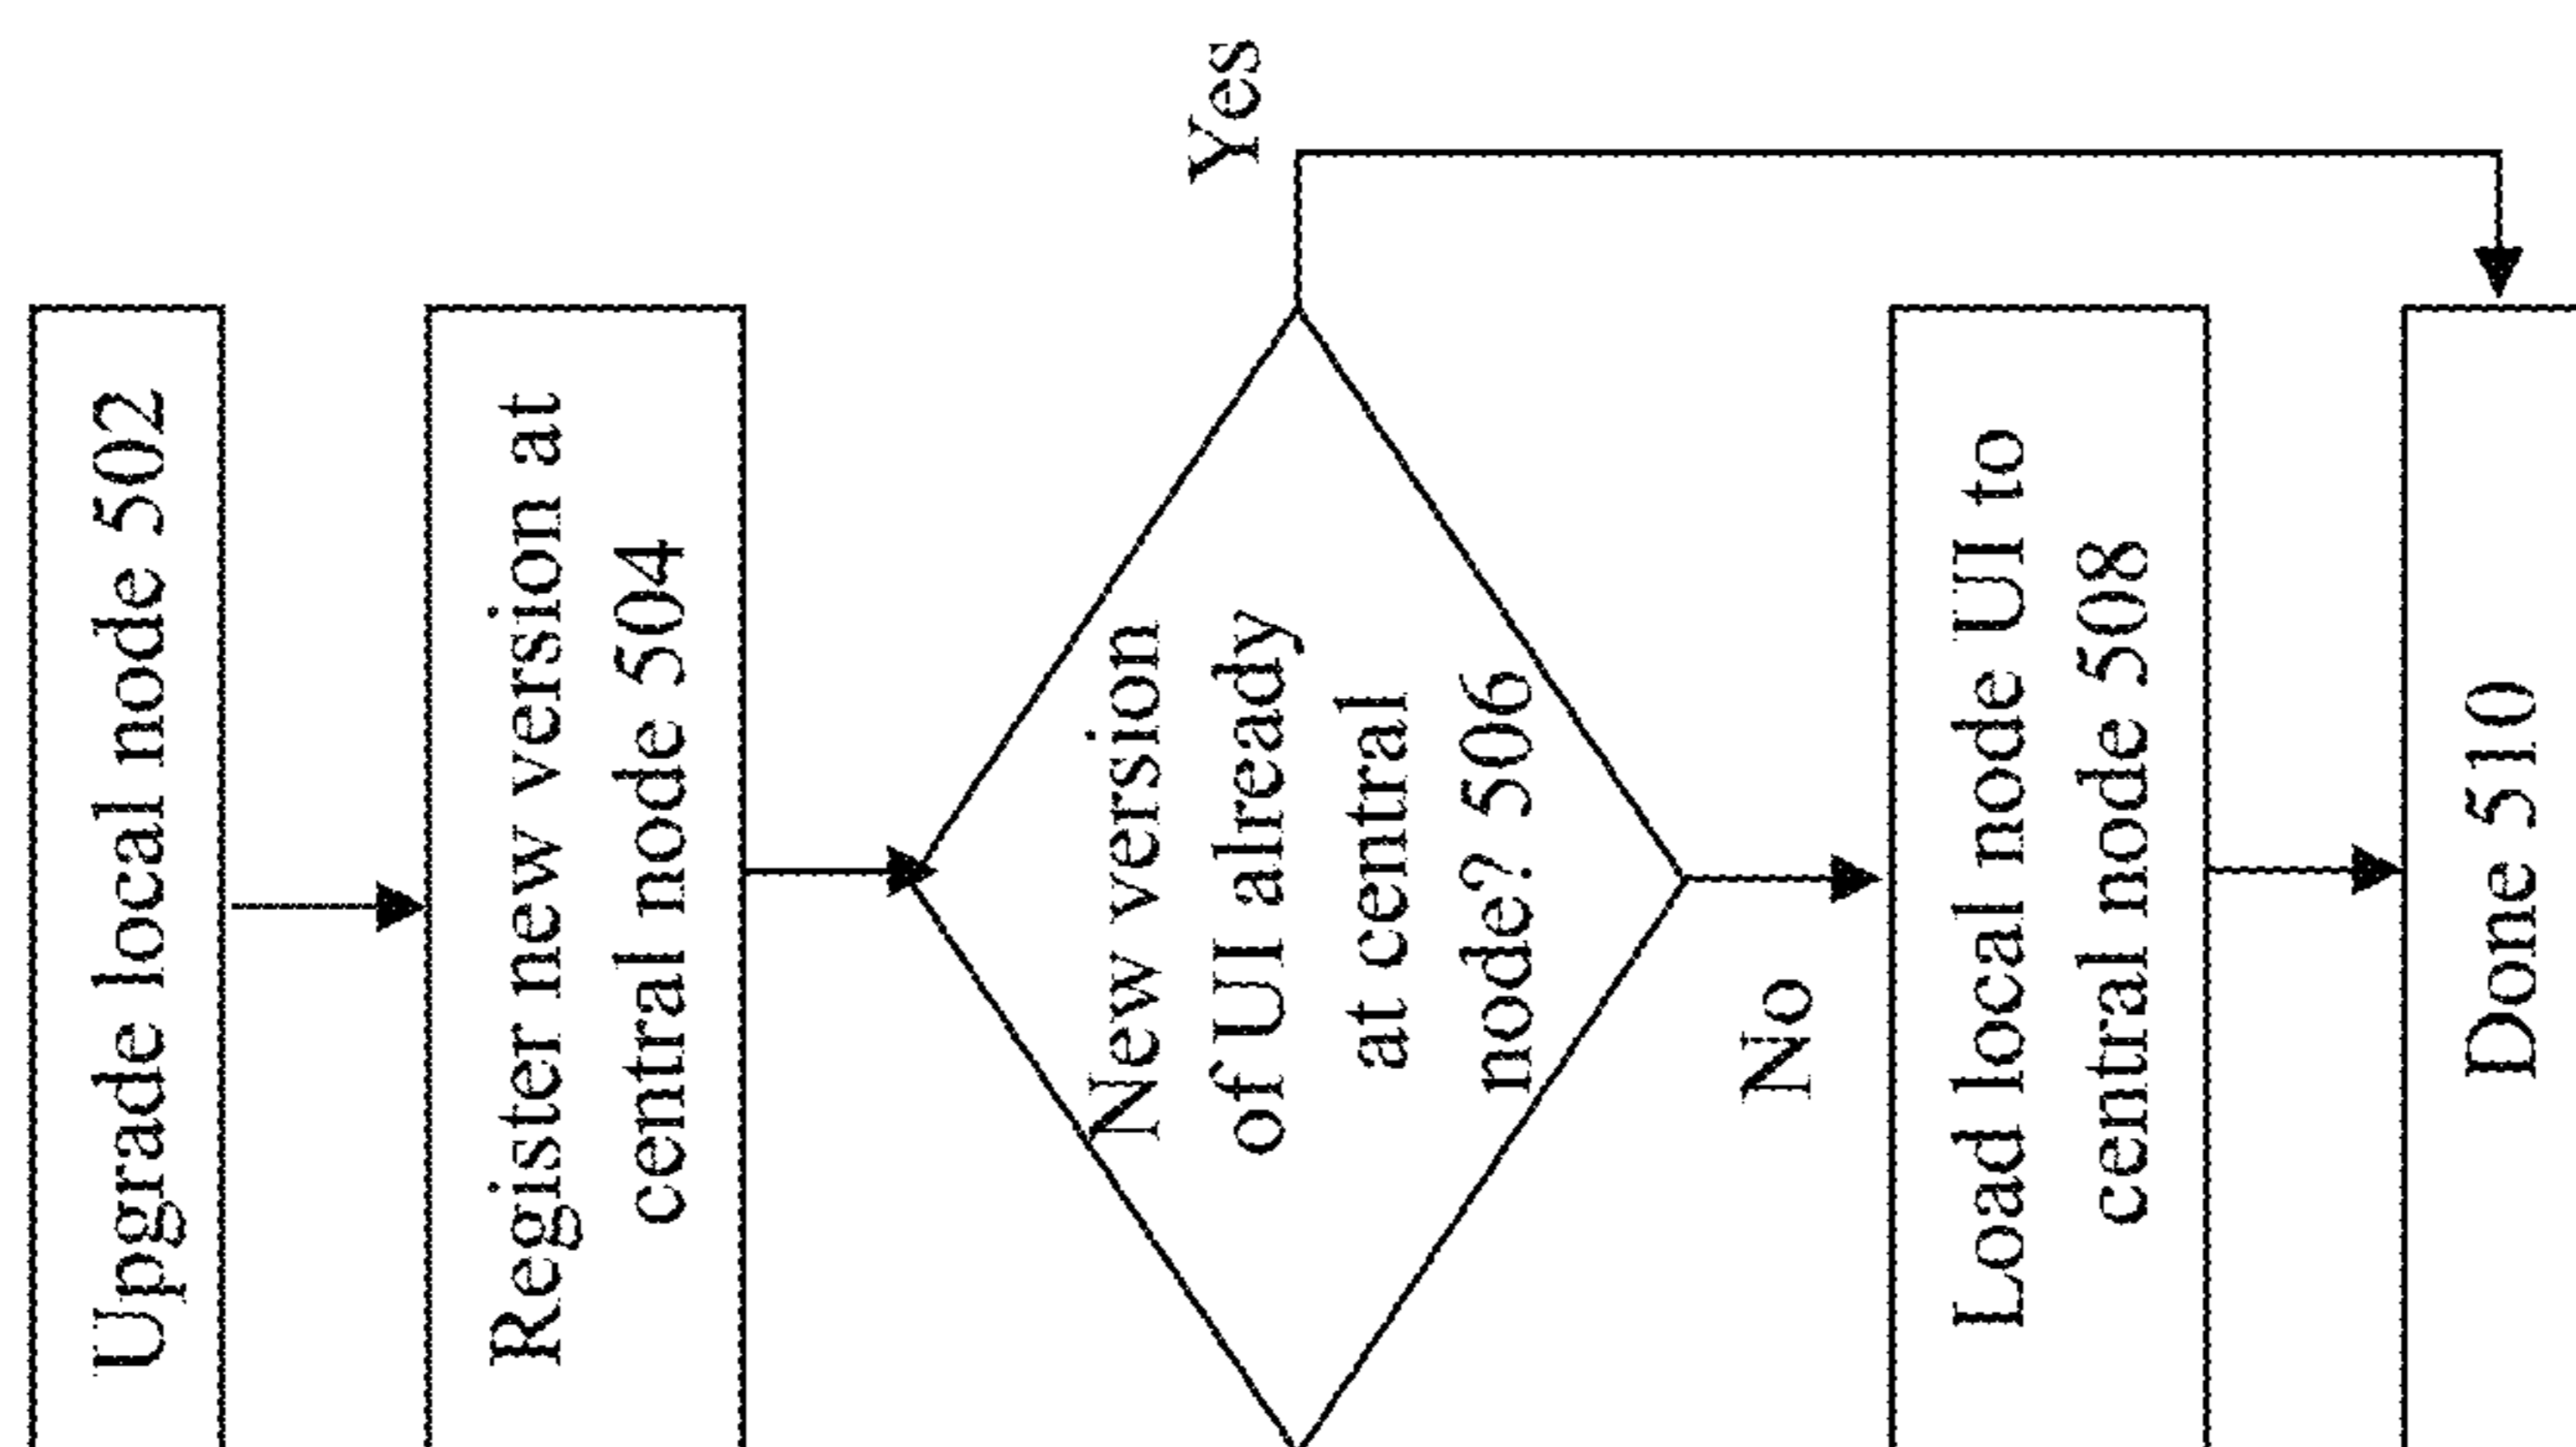 Upgrade local node 502
Register new version at
central node 504
New version
of UI already
at central
node? 506
Yes
No
Load local node UI to
central node 508
Done 510